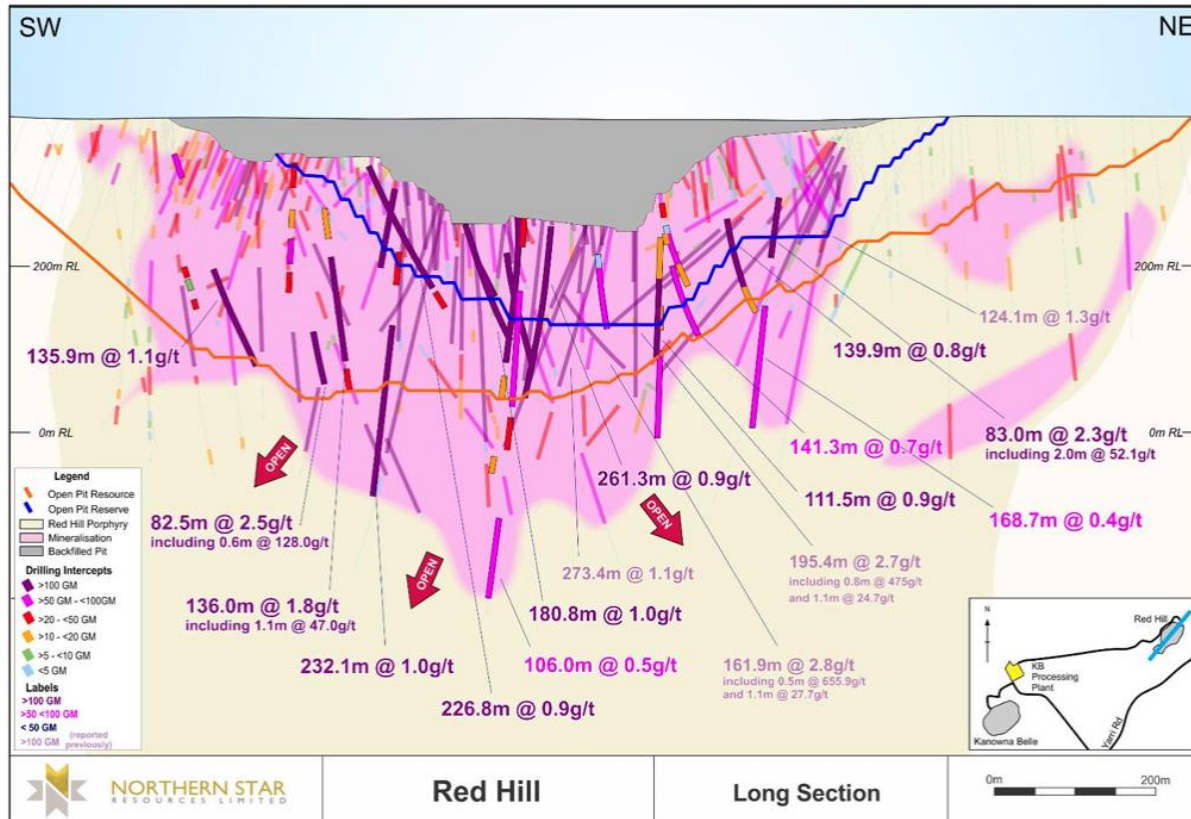 SW
NE
200m RL
200m RL
124.1m @ 1.3g/t
135.9m @ 1.1g/t
139.9m @ 0.8g/t
0m RL
0m RL
83.0m @ 2.3g/t
including 2.0m @ 52.1g/t
141.3m @ 0.7g/t
OPEN
261.3m @ 0.9g/t
111.5m @ 0.9g/t
168.7m @ 0.4g/t
OPEN
82.5m @ 2.5g/t
including 0.6m @ 128.0g/t
OPEN
273.4m @ 1.1g/t
195.4m @ 2.7g/t
including 0.8m @ 475g/t
and 1.1m @ 24.7g/t
136.0m @ 1.8g/t
including 1.1m @ 47.0g/t
180.8m @ 1.0g/t
232.1m @ 1.0g/t
106.0m @ 0.5g/t
161.9m @ 2.8g/t
including 0.5m @ 655.9g/t
and 1.1m @ 27.7g/t
226.8m @ 0.9g/t
Legend
Open Pit Resource
Open Pit Reserve
Red Hill Porphyry
Mineralisation
Backfilled Pit
Drilling Intercepts
>100 GM
>50 GM - <100GM
>20 - <50 GM
>10 - <20 GM
>5 - <10 GM
<5 GM
Labels
>100 GM
>50 <100 GM
< 50 GM
>100 GM (reported previously)
N
Red Hill
KB Processing Plant
Kanowna Belle
Yarri Rd
NORTHERN STAR
RESOURCES LIMITED
Red Hill
Long Section
0m
200m